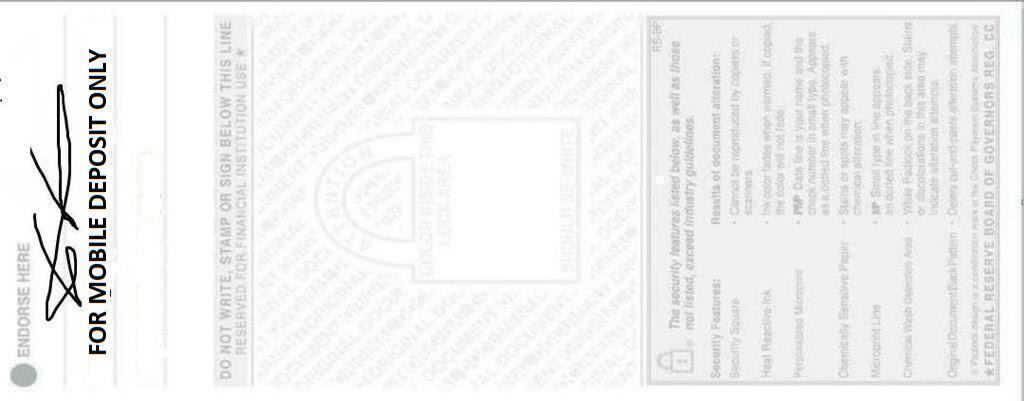 ENDORSE HERE
FOR MOBILE DEPOSIT ONLY
DO NOT WRITE, STAMP OR SIGN BELOW THIS LINE
RESERVED FOR FINANCIAL INSTITUTION USE ★
The security features listed below, as well as those
not listed, exceed industry guidelines.
Security Features: Results of document alteration:
Security Square • Cannot be reproduced by copiers or
scanners.
Heat Reactive Ink • Ink color fades when warmed. If copied,
the color will not fade.
• Data line is your name and the
check number in small type. Appears
as a dotted line when photocopied.
Chemically Sensitive Paper • Stains or spots may appear with
chemical alteration.
Microprint Line • MP Small type in line appears
as dotted line when photocopied.
Chemical Wash Detection Area • White Padlock on the back side. Stains
or discolorations in this area may
indicate alteration attempts.
Original Document Back Pattern • Deters cut-and-paste alteration attempts.
★ FEDERAL RESERVE BOARD OF GOVERNORS REG. CC